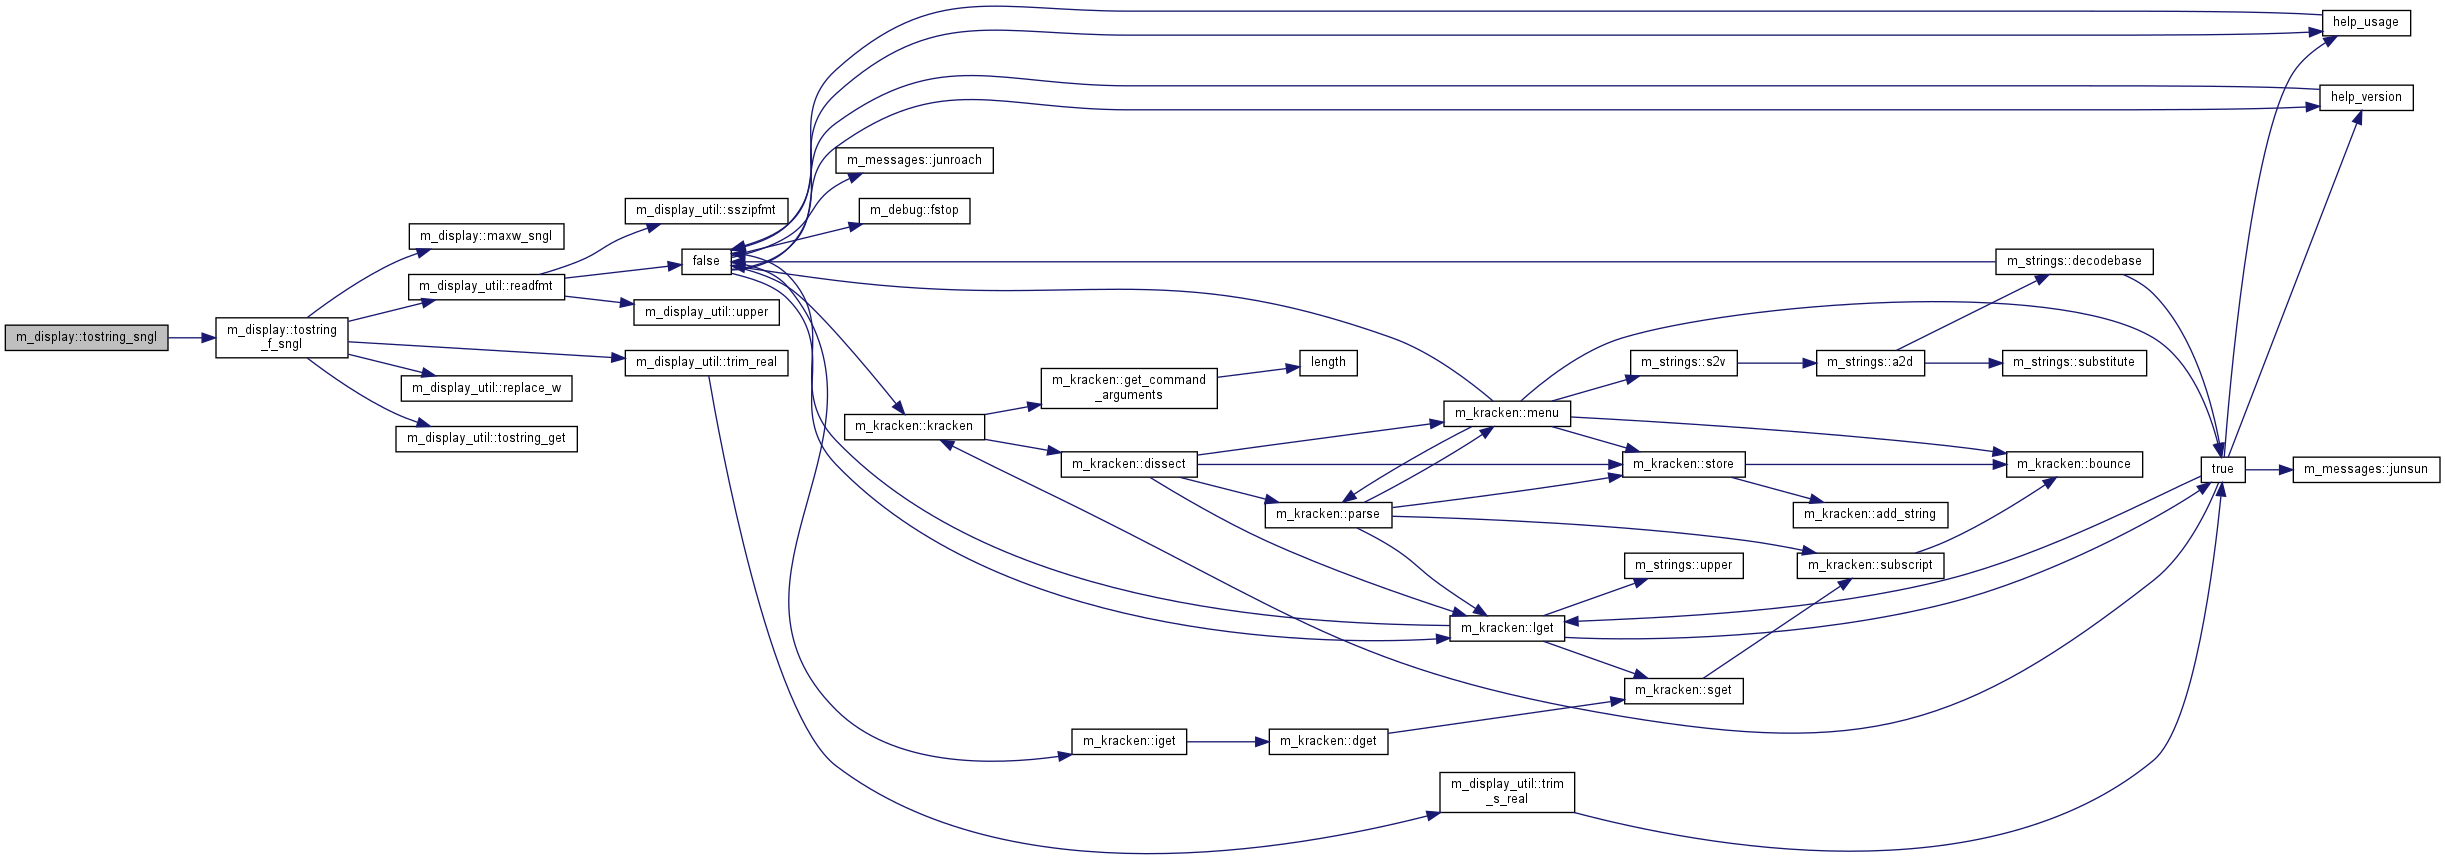 help_usage
help_version
m_messages::junroach
m_display_util::sszipfmt
m_debug::fstop
m_display::maxw_sngl
false
m_strings::decodebase
m_display_util::readfmt
m_display_util::upper
m_display::tostring_sngl
m_display::tostring
_f_sngl
m_display_util::trim_real
length
m_strings::s2v
m_strings::a2d
m_strings::substitute
m_display_util::replace_w
m_kracken::get_command
_arguments
m_kracken::menu
m_kracken::kracken
m_display_util::tostring_get
m_kracken::dissect
m_kracken::store
m_kracken::bounce
true
m_messages::junsun
m_kracken::parse
m_kracken::add_string
m_strings::upper
m_kracken::subscript
m_kracken::lget
m_kracken::sget
m_kracken::iget
m_kracken::dget
m_display_util::trim
_s_real